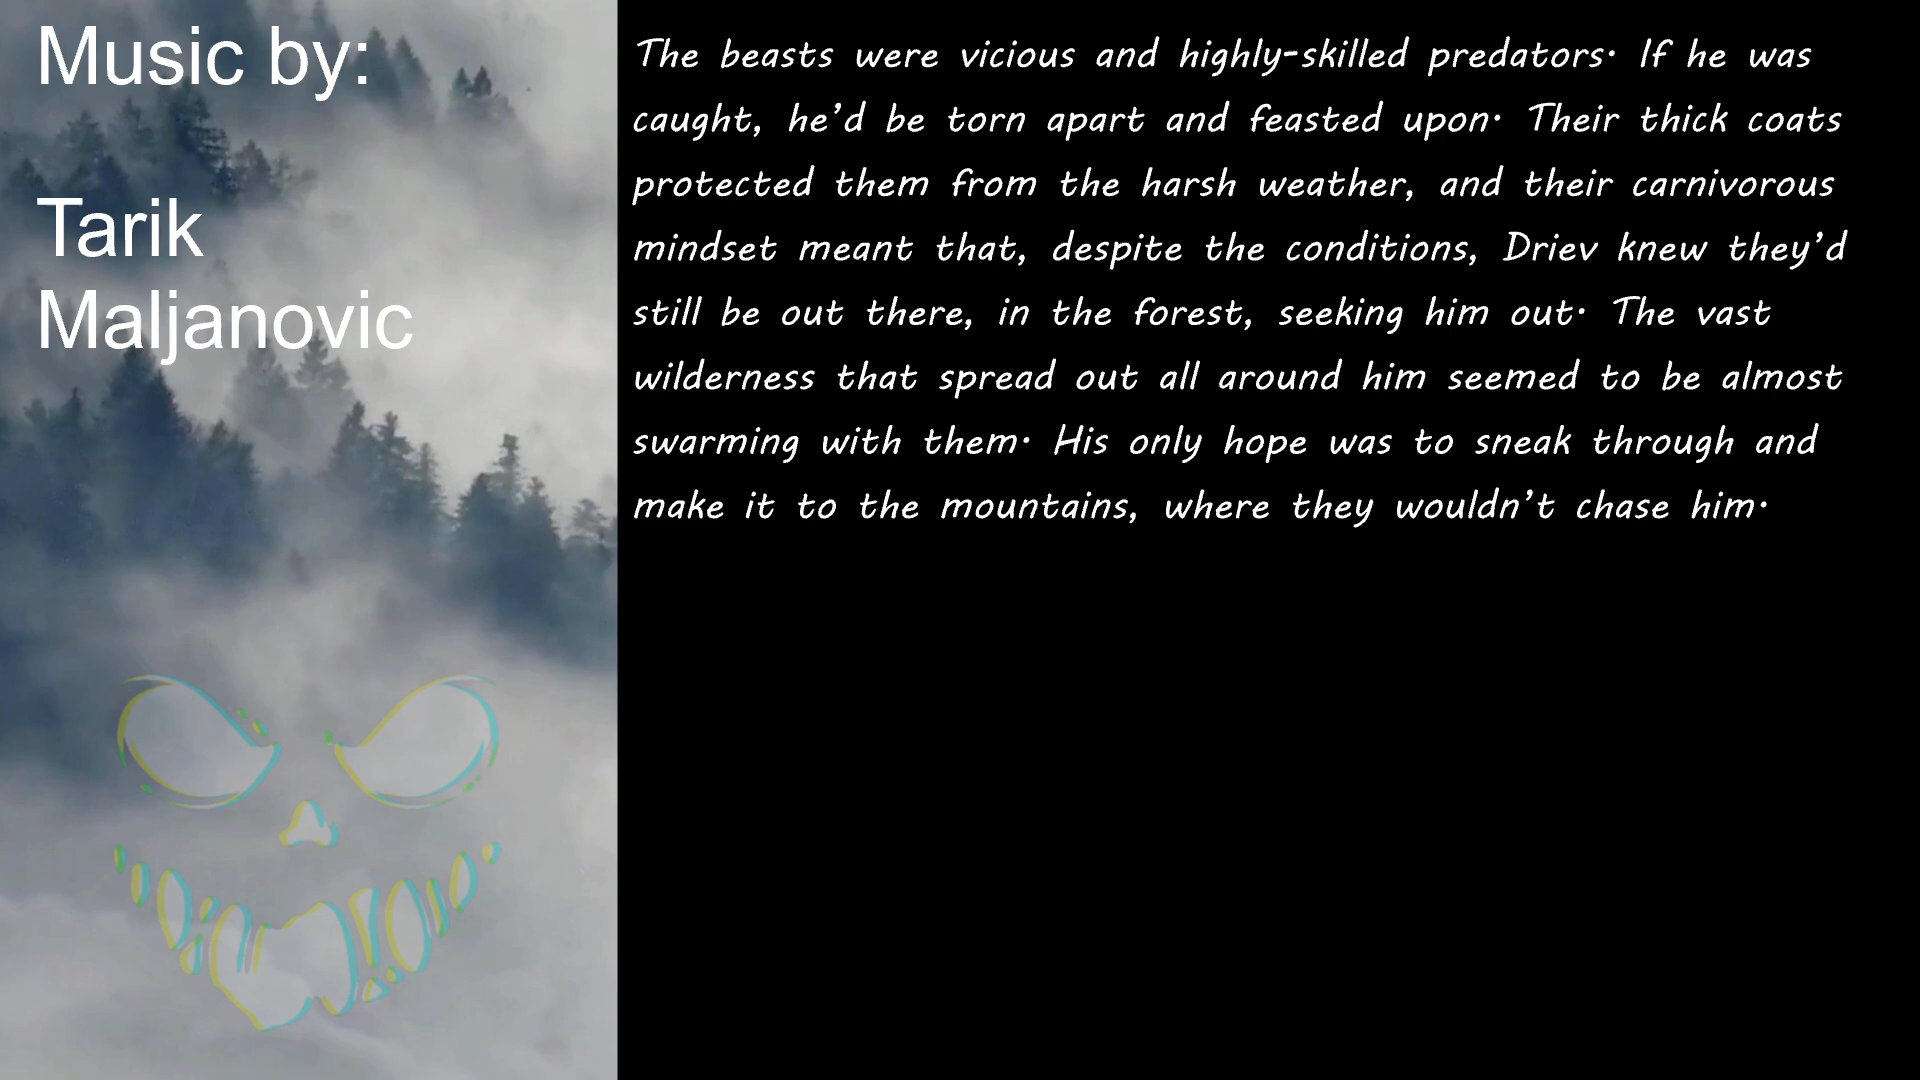 Music by:
Tarik
Maljanovic
The beasts were vicious and highly-skilled predators. If he was
caught, he’d be torn apart and feasted upon. Their thick coats
protected them from the harsh weather, and their carnivorous
mindset meant that, despite the conditions, Driev knew they’d
still be out there, in the forest, seeking him out. The vast
wilderness that spread out all around him seemed to be almost
swarming with them. His only hope was to sneak through and
make it to the mountains, where they wouldn’t chase him.